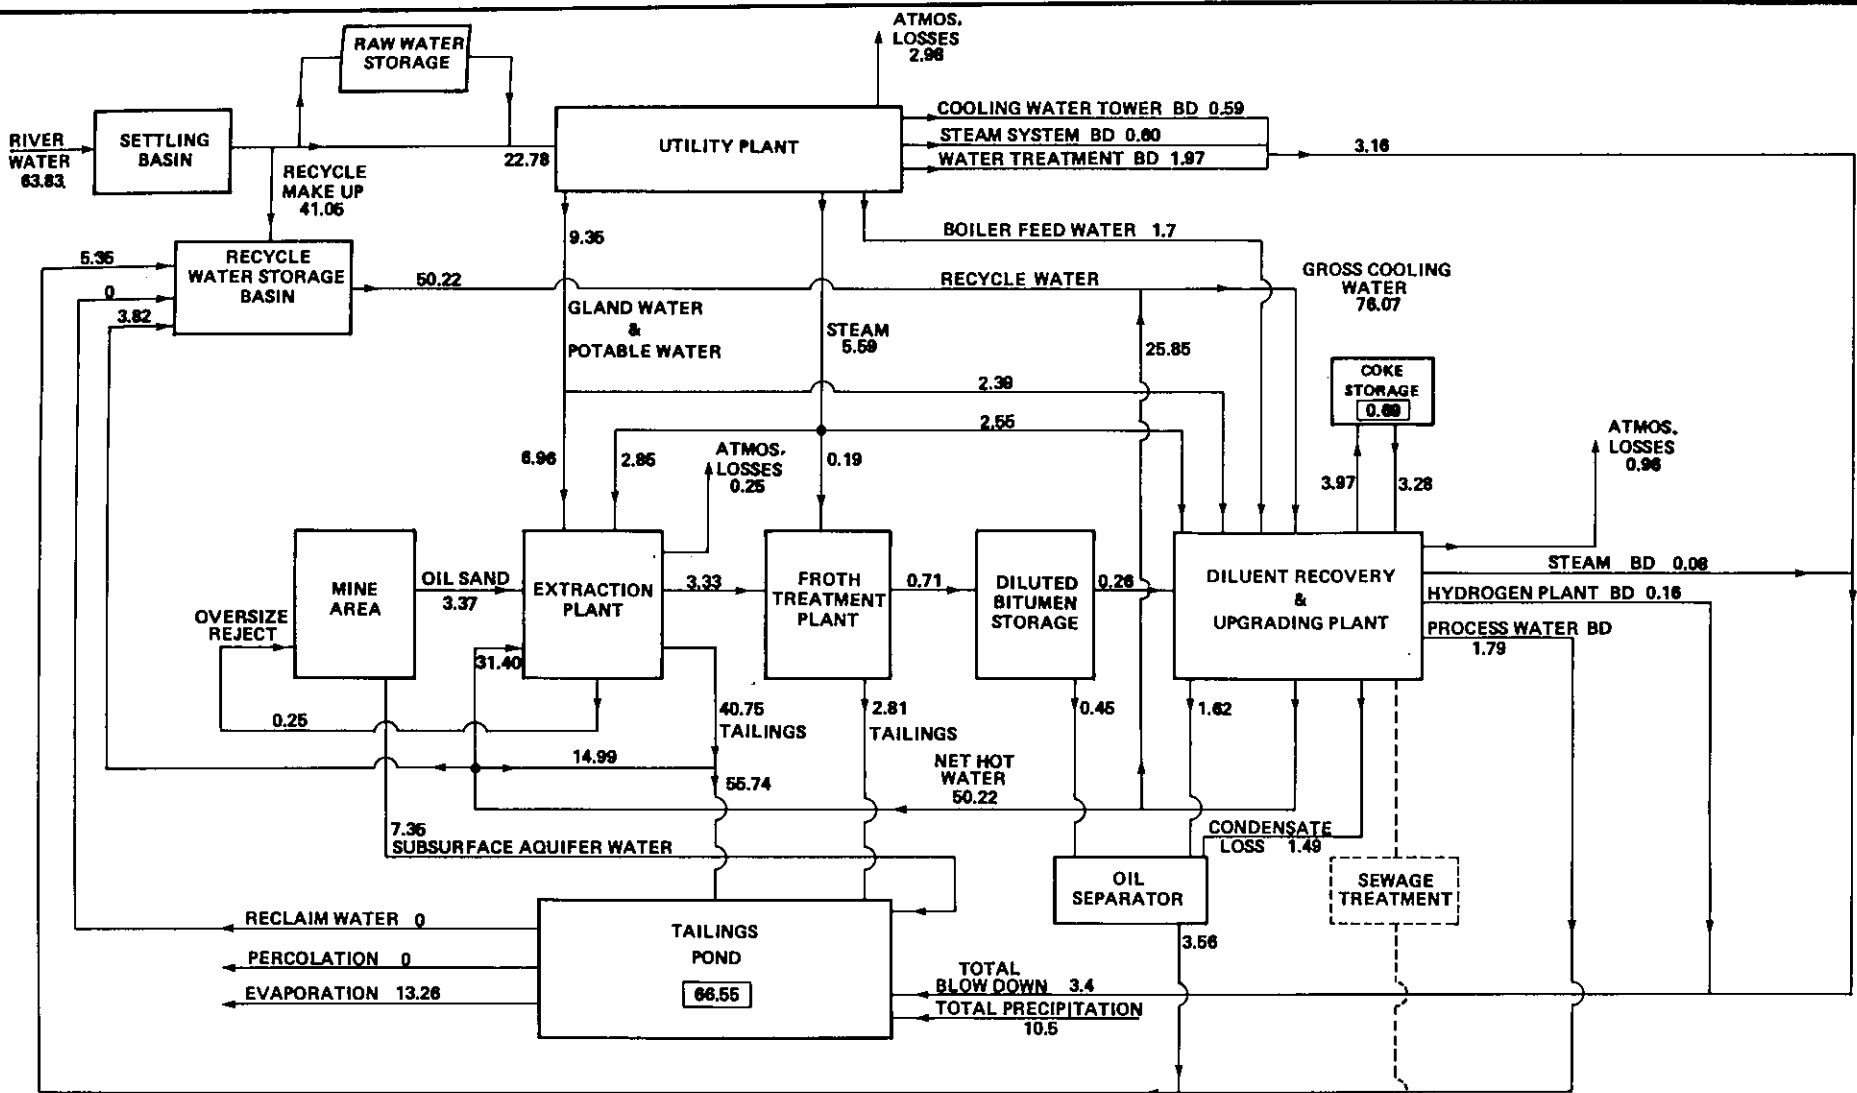 ATMOS.
LOSSES
2.96
RAW WATER
STORAGE
RIVER
WATER
63.83
SETTLING
BASIN
22.78
UTILITY PLANT
COOLING WATER TOWER BD 0.59
STEAM SYSTEM BD 0.60
WATER TREATMENT BD 1.97
3.16
RECYCLE
MAKE UP
41.05
9.35
BOILER FEED WATER 1.7
5.35
0
3.82
RECYCLE
WATER STORAGE
BASIN
50.22
RECYCLE WATER
GROSS COOLING
WATER
76.07
GLAND WATER
&
POTABLE WATER
STEAM
5.59
25.85
2.39
COKE
STORAGE
0.69
2.55
6.96
2.85
ATMOS.
LOSSES
0.25
0.19
3.97
3.28
ATMOS.
LOSSES
0.96
MINE
AREA
OIL SAND
3.37
EXTRACTION
PLANT
3.33
FROTH
TREATMENT
PLANT
0.71
DILUTED
BITUMEN
STORAGE
0.26
DILUENT RECOVERY
&
UPGRADING PLANT
STEAM BD 0.08
HYDROGEN PLANT BD 0.16
PROCESS WATER BD
1.79
OVERSIZE
REJECT
31.40
0.25
40.75
TAILINGS
2.81
TAILINGS
0.45
1.62
14.99
55.74
NET HOT
WATER
50.22
7.35
SUBSURFACE AQUIFER WATER
CONDENSATE
LOSS 1.49
OIL
SEPARATOR
SEWAGE
TREATMENT
RECLAIM WATER 0
PERCOLATION 0
EVAPORATION 13.26
TAILINGS
POND
66.55
3.56
TOTAL
BLOW DOWN 3.4
TOTAL PRECIPITATION
10.5